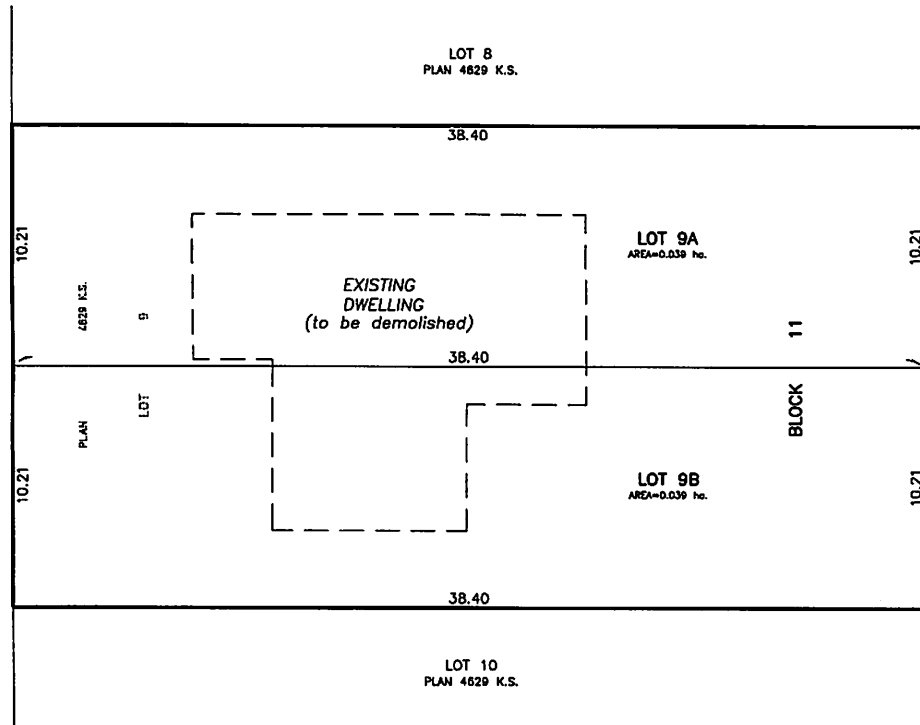 LOT 8
PLAN 4629 K.S.
38.40
10.21
LOT 9A
AREA=0.039 ha.
10.21
EXISTING
DWELLING
(to be demolished)
PLAN 4629 K.S.
LOT 9
BLOCK 11
38.40
10.21
LOT 9B
AREA=0.039 ha.
10.21
38.40
LOT 10
PLAN 4629 K.S.